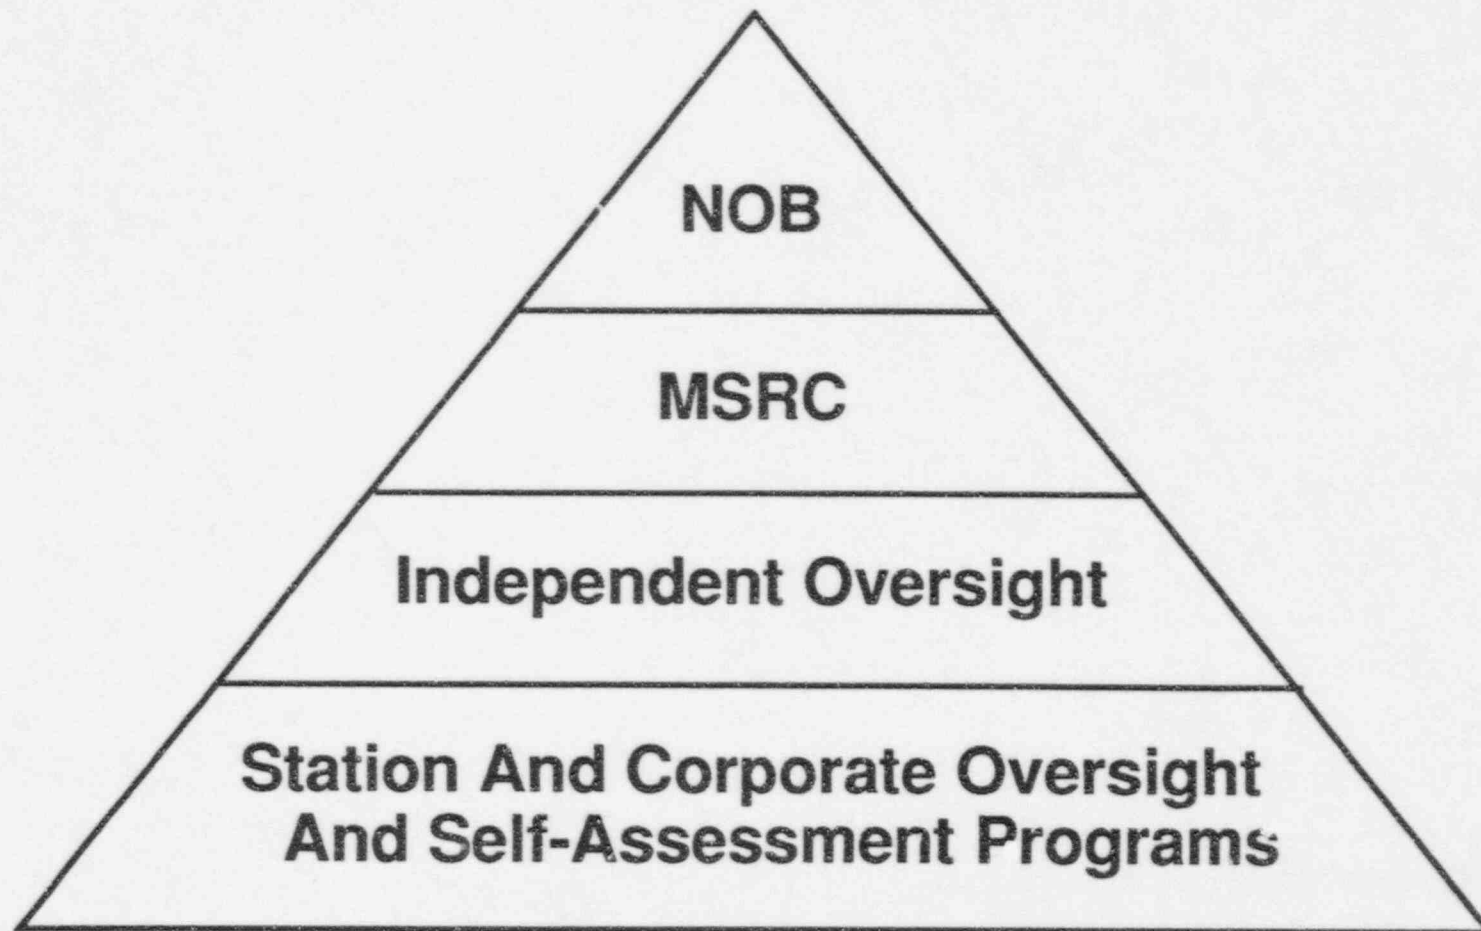 NOB
MSRC
Independent Oversight
Station And Corporate Oversight
And Self-Assessment Programs